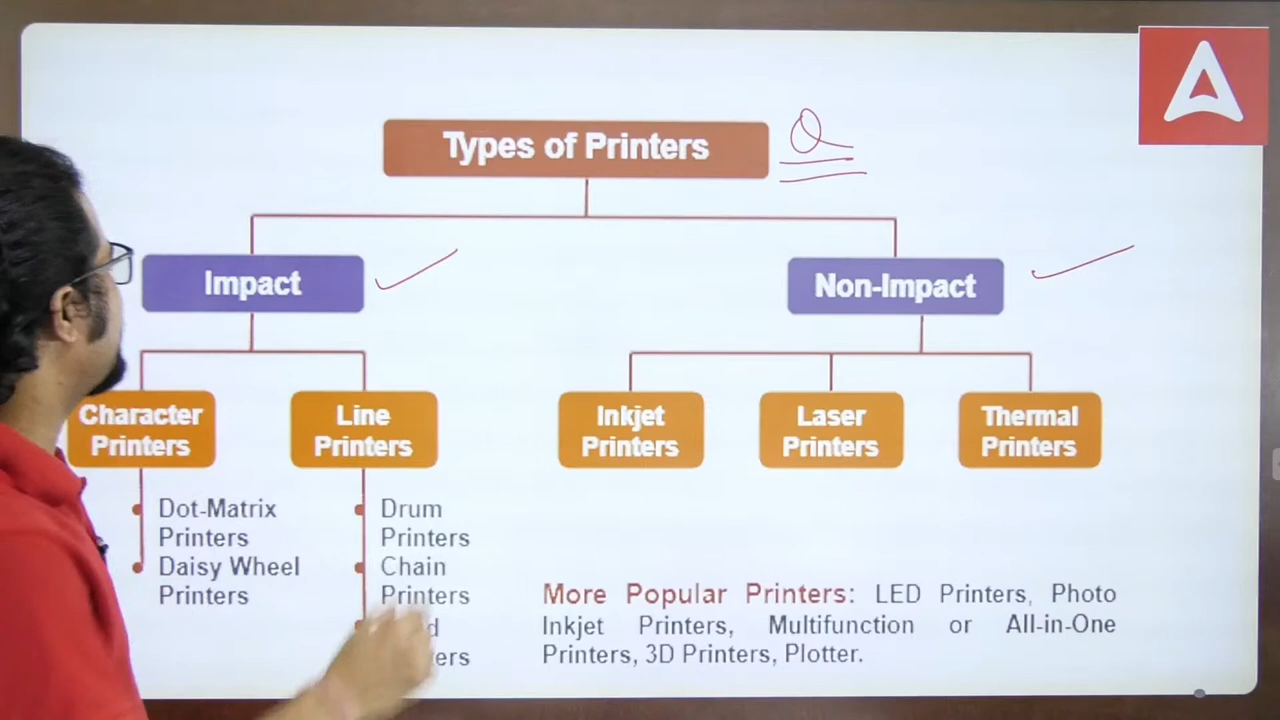 Types of Printers
Q
Impact
Non-Impact
Character
Printers
Line
Printers
Inkjet
Printers
Laser
Printers
Thermal
Printers
Dot-Matrix
Printers
Daisy Wheel
Printers
Drum
Printers
Chain
Printers
More Popular Printers: LED Printers, Photo
Inkjet Printers, Multifunction or All-in-One
Printers, 3D Printers, Plotter.